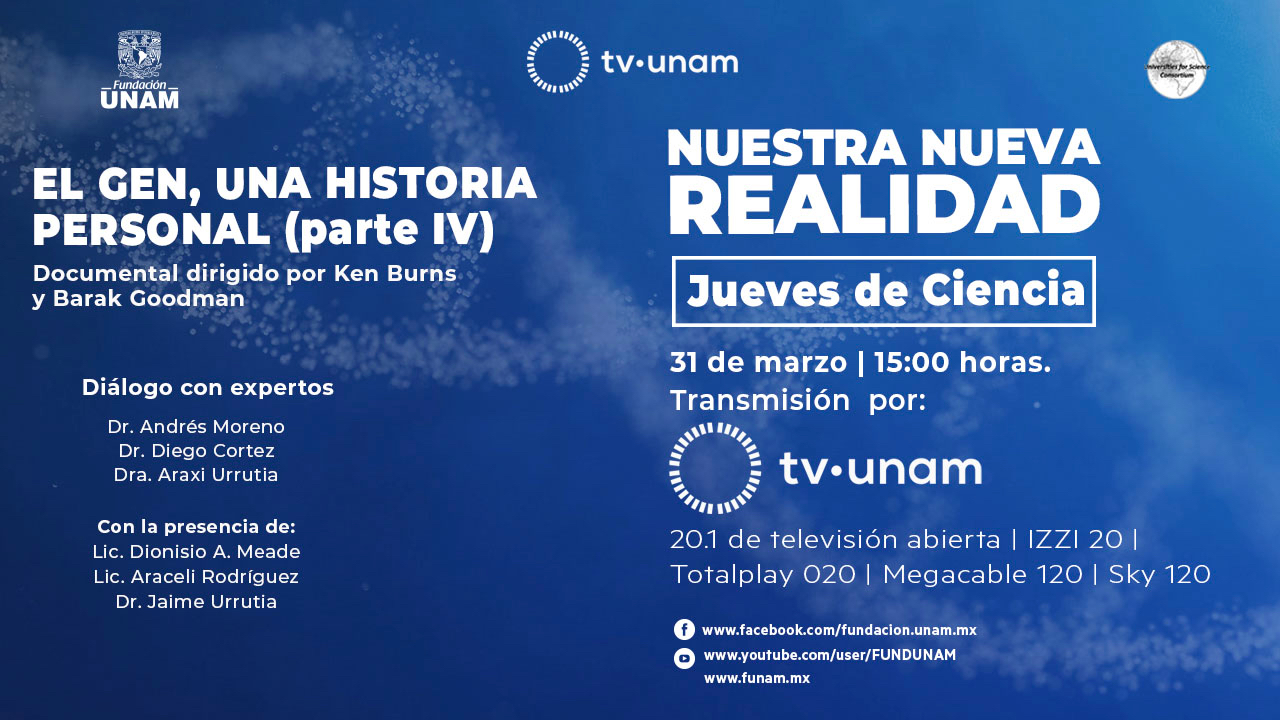 Fundación
UNAM
tv·unam
Universities for Science
Consortium
EL GEN, UNA HISTORIA
PERSONAL (parte IV)
Documental dirigido por Ken Burns
y Barak Goodman
Diálogo con expertos
Dr. Andrés Moreno
Dr. Diego Cortez
Dra. Araxi Urrutia
Con la presencia de:
Lic. Dionisio A. Meade
Lic. Araceli Rodríguez
Dr. Jaime Urrutia
NUESTRA NUEVA
REALIDAD
Jueves de Ciencia
31 de marzo | 15:00 horas.
Transmisión por:
tv·unam
20.1 de televisión abierta | IZZI 20 |
Totalplay 020 | Megacable 120 | Sky 120
www.facebook.com/fundacion.unam.mx
www.youtube.com/user/FUNDUNAM
www.funam.mx